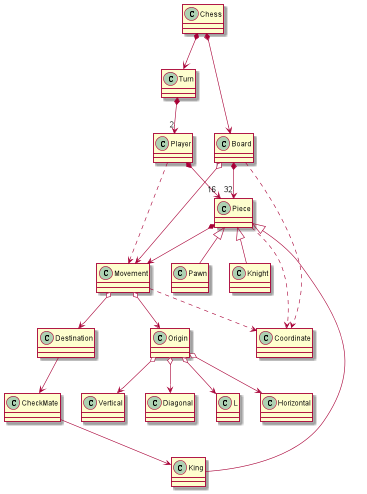 C Chess
C Turn
2
C Player
C Board
16
32
C Piece
C Movement
C Pawn
C Knight
C Destination
C Origin
C Coordinate
C CheckMate
C Vertical
C Diagonal
C L
C Horizontal
C King